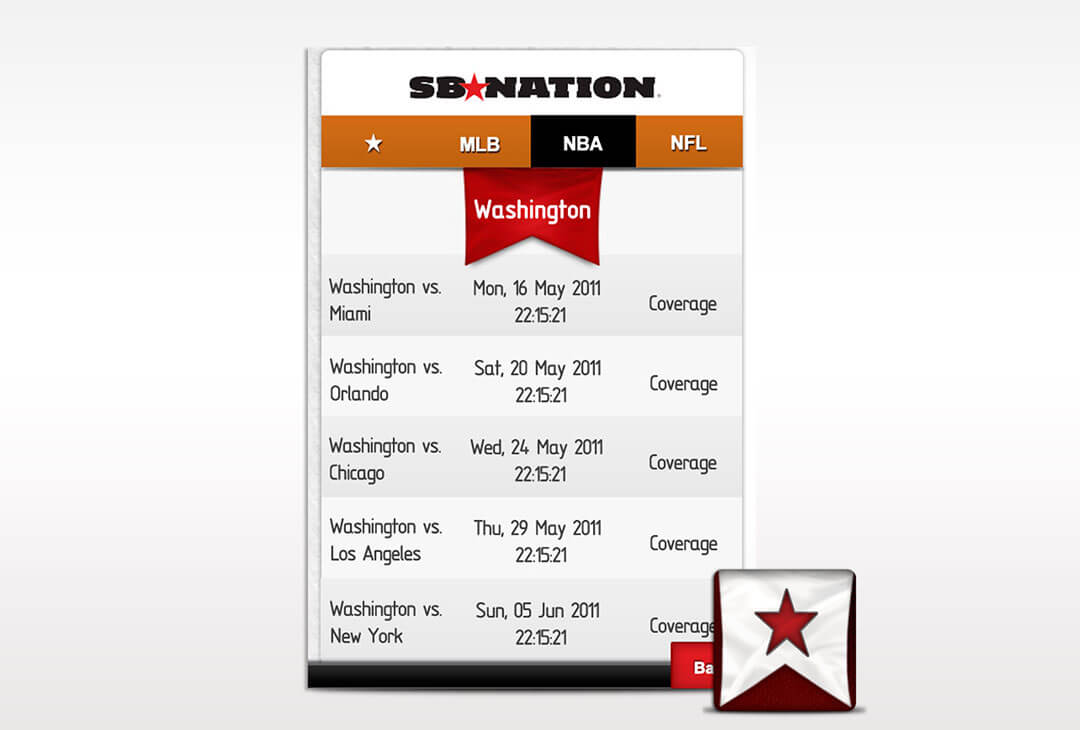 SB★NATION.
★ MLB NBA NFL
Washington
Washington vs.
Miami
Mon, 16 May 2011
22:15:21
Coverage
Washington vs.
Orlando
Sat, 20 May 2011
22:15:21
Coverage
Washington vs.
Chicago
Wed, 24 May 2011
22:15:21
Coverage
Washington vs.
Los Angeles
Thu, 29 May 2011
22:15:21
Coverage
Washington vs.
New York
Sun, 05 Jun 2011
22:15:21
Coverage
Ba